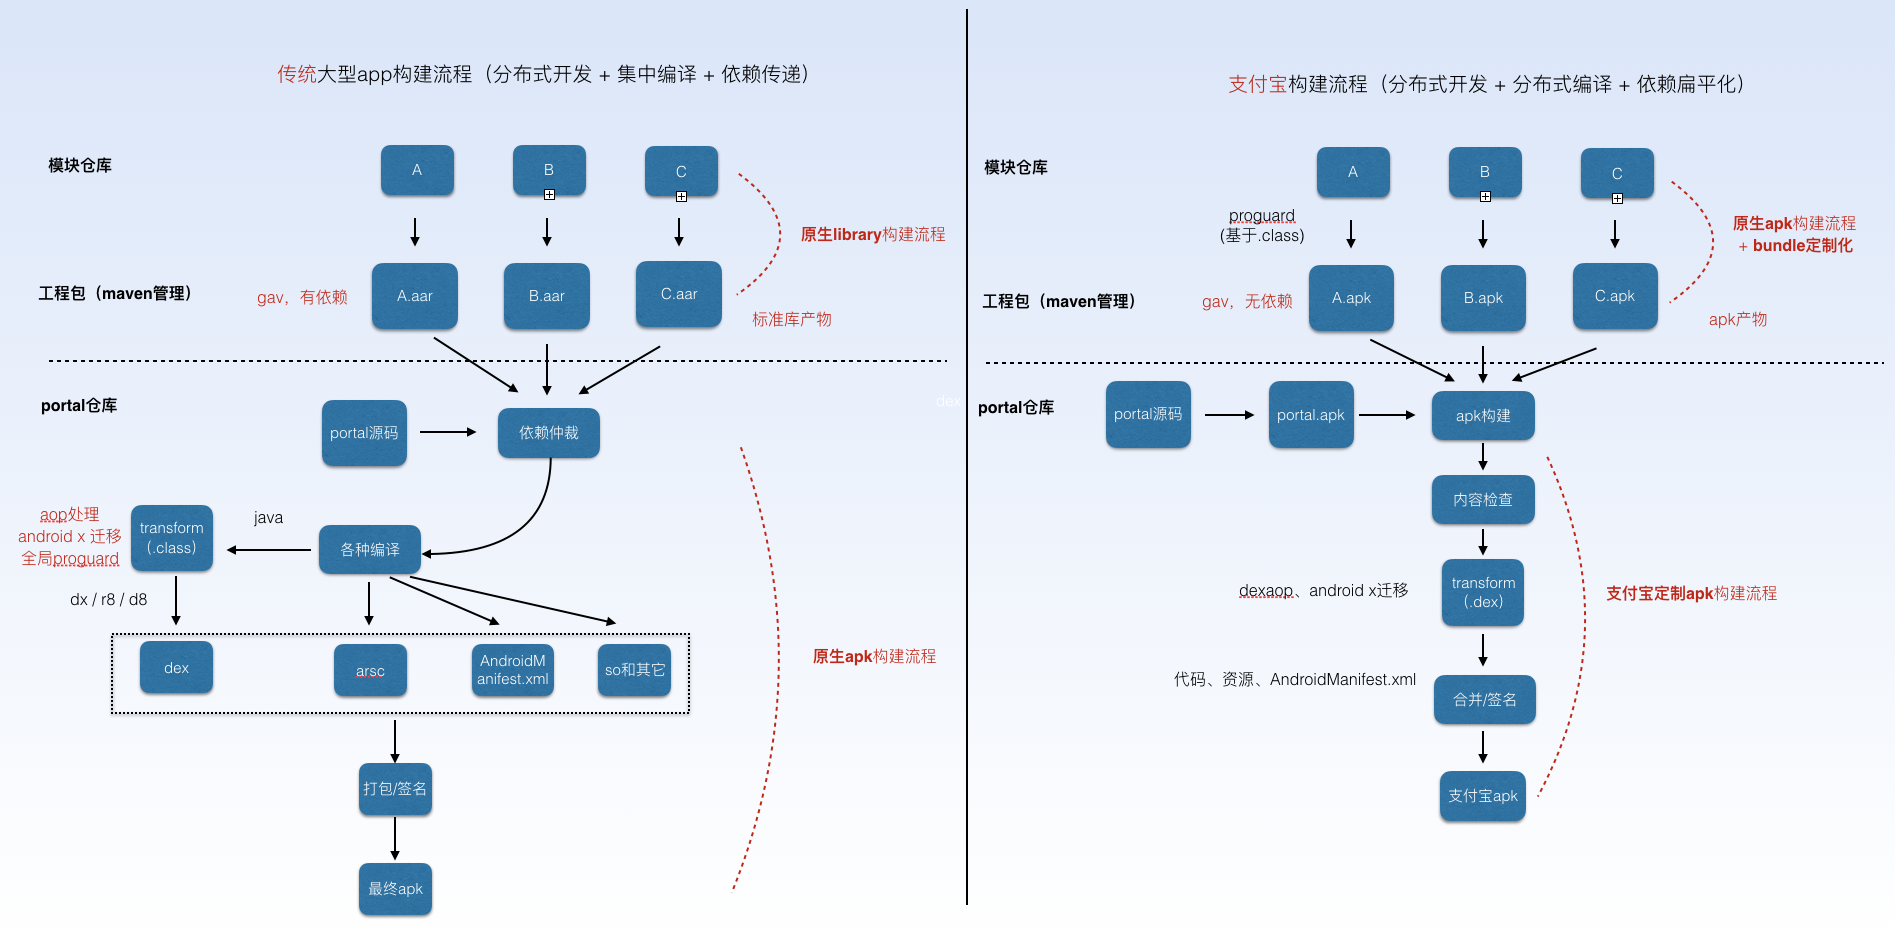 传统大型app构建流程（分布式开发 + 集中编译 + 依赖传递）
模块仓库
A
B
C
原生library构建流程
工程包（maven管理）
gav，有依赖
A.aar
B.aar
C.aar
标准库产物
portal仓库
portal源码
依赖仲裁
dex
aop处理
android x 迁移
全局proguard
transform
(.class)
java
各种编译
dx / r8 / d8
dex
arsc
AndroidM
anifest.xml
so和其它
原生apk构建流程
打包/签名
最终apk
支付宝构建流程（分布式开发 + 分布式编译 + 依赖扁平化）
模块仓库
A
B
C
proguard
(基于.class)
原生apk构建流程
+ bundle定制化
工程包（maven管理）
gav，无依赖
A.apk
B.apk
C.apk
apk产物
portal仓库
portal源码
portal.apk
apk构建
内容检查
dexaop、android x迁移
transform
(.dex)
支付宝定制apk构建流程
代码、资源、AndroidManifest.xml
合并/签名
支付宝apk